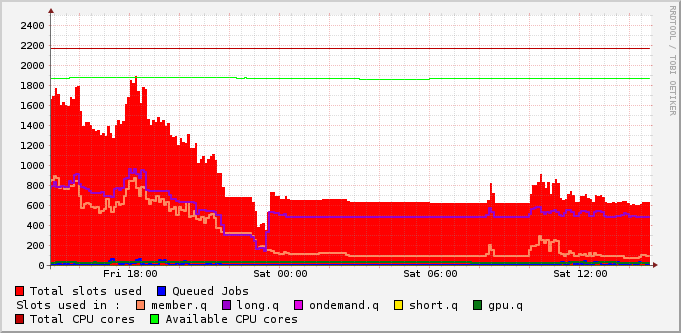 2400
2200
2000
1800
1600
1400
1200
1000
800
600
400
200
0
Fri 18:00 Sat 00:00 Sat 06:00 Sat 12:00
RRDTOOL / TOBI OETIKER
Total slots used Queued Jobs
Slots used in : member.q long.q ondemand.q short.q gpu.q
Total CPU cores Available CPU cores